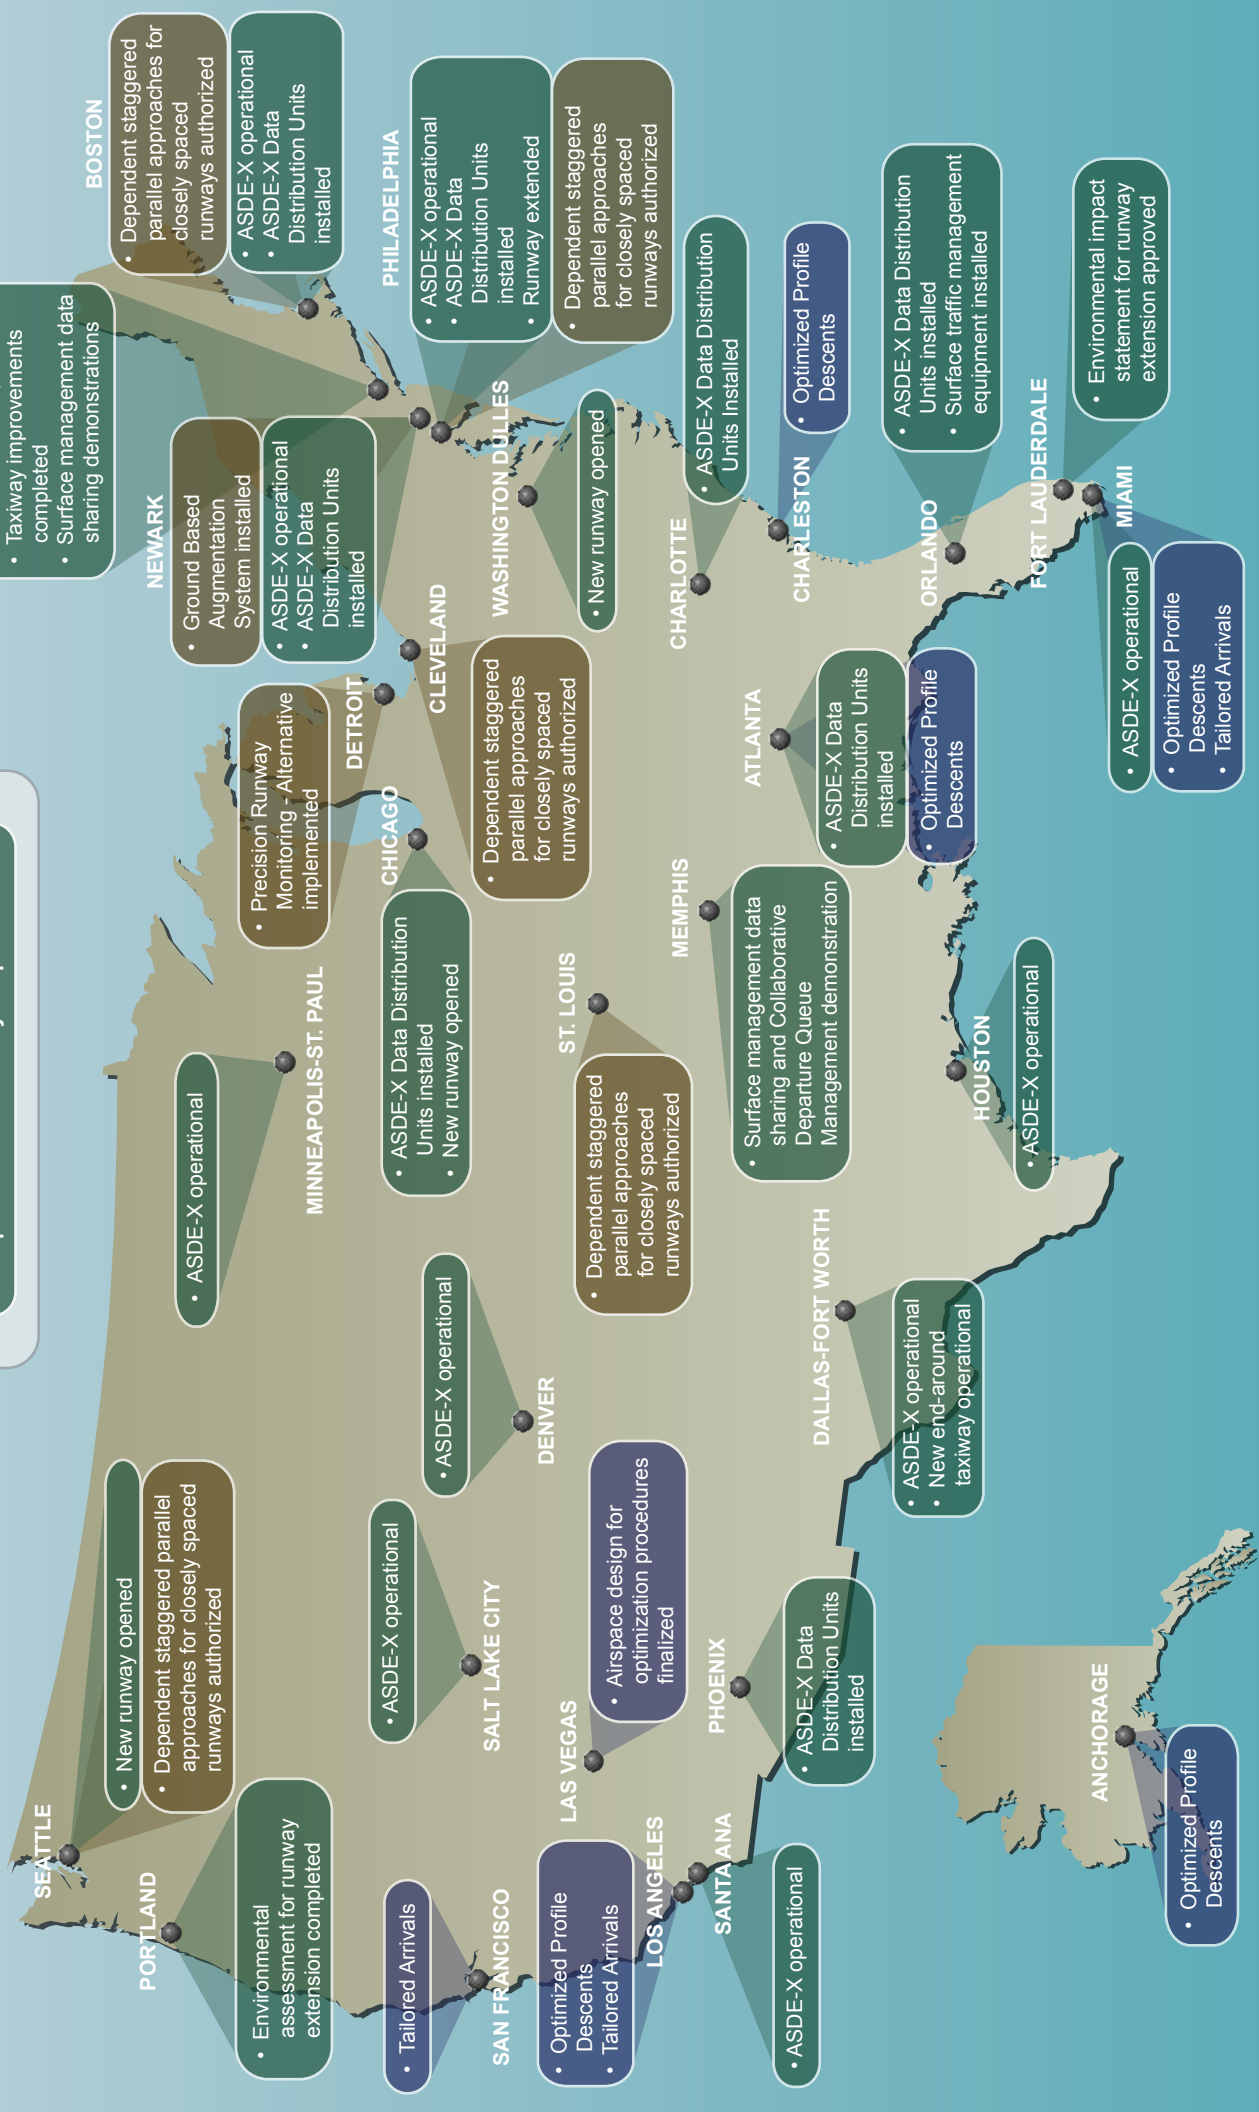 SEATTLE
• New runway opened
• Dependent staggered parallel
approaches for closely spaced
runways authorized
PORTLAND
• Environmental
assessment for runway
extension completed
• Tailored Arrivals
SAN FRANCISCO
• Optimized Profile
Descents
• Tailored Arrivals
LOS ANGELES
SANTA ANA
• ASDE-X operational
LAS VEGAS
• Airspace design for
optimization procedures
finalized
PHOENIX
• ASDE-X Data
Distribution Units
installed
• ASDE-X operational
SALT LAKE CITY
• ASDE-X operational
DENVER
ANCHORAGE
• Optimized Profile
Descents
• ASDE-X operational
MINNEAPOLIS-ST. PAUL
DALLAS-FORT WORTH
• ASDE-X operational
• New end-around
taxiway operational
ST. LOUIS
• Dependent staggered
parallel approaches
for closely spaced
runways authorized
HOUSTON
• ASDE-X operational
MEMPHIS
• Surface management data
sharing and Collaborative
Departure Queue
Management demonstration
CHICAGO
• ASDE-X Data Distribution
Units installed
• New runway opened
DETROIT
• Precision Runway
Monitoring - Alternative
implemented
CLEVELAND
• Dependent staggered
parallel approaches
for closely spaced
runways authorized
ATLANTA
• ASDE-X Data
Distribution Units
installed
• Optimized Profile
Descents
• Taxiway improvements
completed
• Surface management data
sharing demonstrations
NEWARK
• Ground Based
Augmentation
System installed
• ASDE-X operational
• ASDE-X Data
Distribution Units
installed
BOSTON
• Dependent staggered
parallel approaches for
closely spaced
runways authorized
• ASDE-X operational
• ASDE-X Data
Distribution Units
installed
PHILADELPHIA
• ASDE-X operational
• ASDE-X Data
Distribution Units
installed
• Runway extended
• Dependent staggered
parallel approaches
for closely spaced
runways authorized
WASHINGTON DULLES
• New runway opened
CHARLOTTE
• ASDE-X Data Distribution
Units Installed
CHARLESTON
• Optimized Profile
Descents
ORLANDO
• ASDE-X Data Distribution
Units installed
• Surface traffic management
equipment installed
FORT LAUDERDALE
• Environmental impact
statement for runway
extension approved
MIAMI
• ASDE-X operational
• Optimized Profile
Descents
• Tailored Arrivals